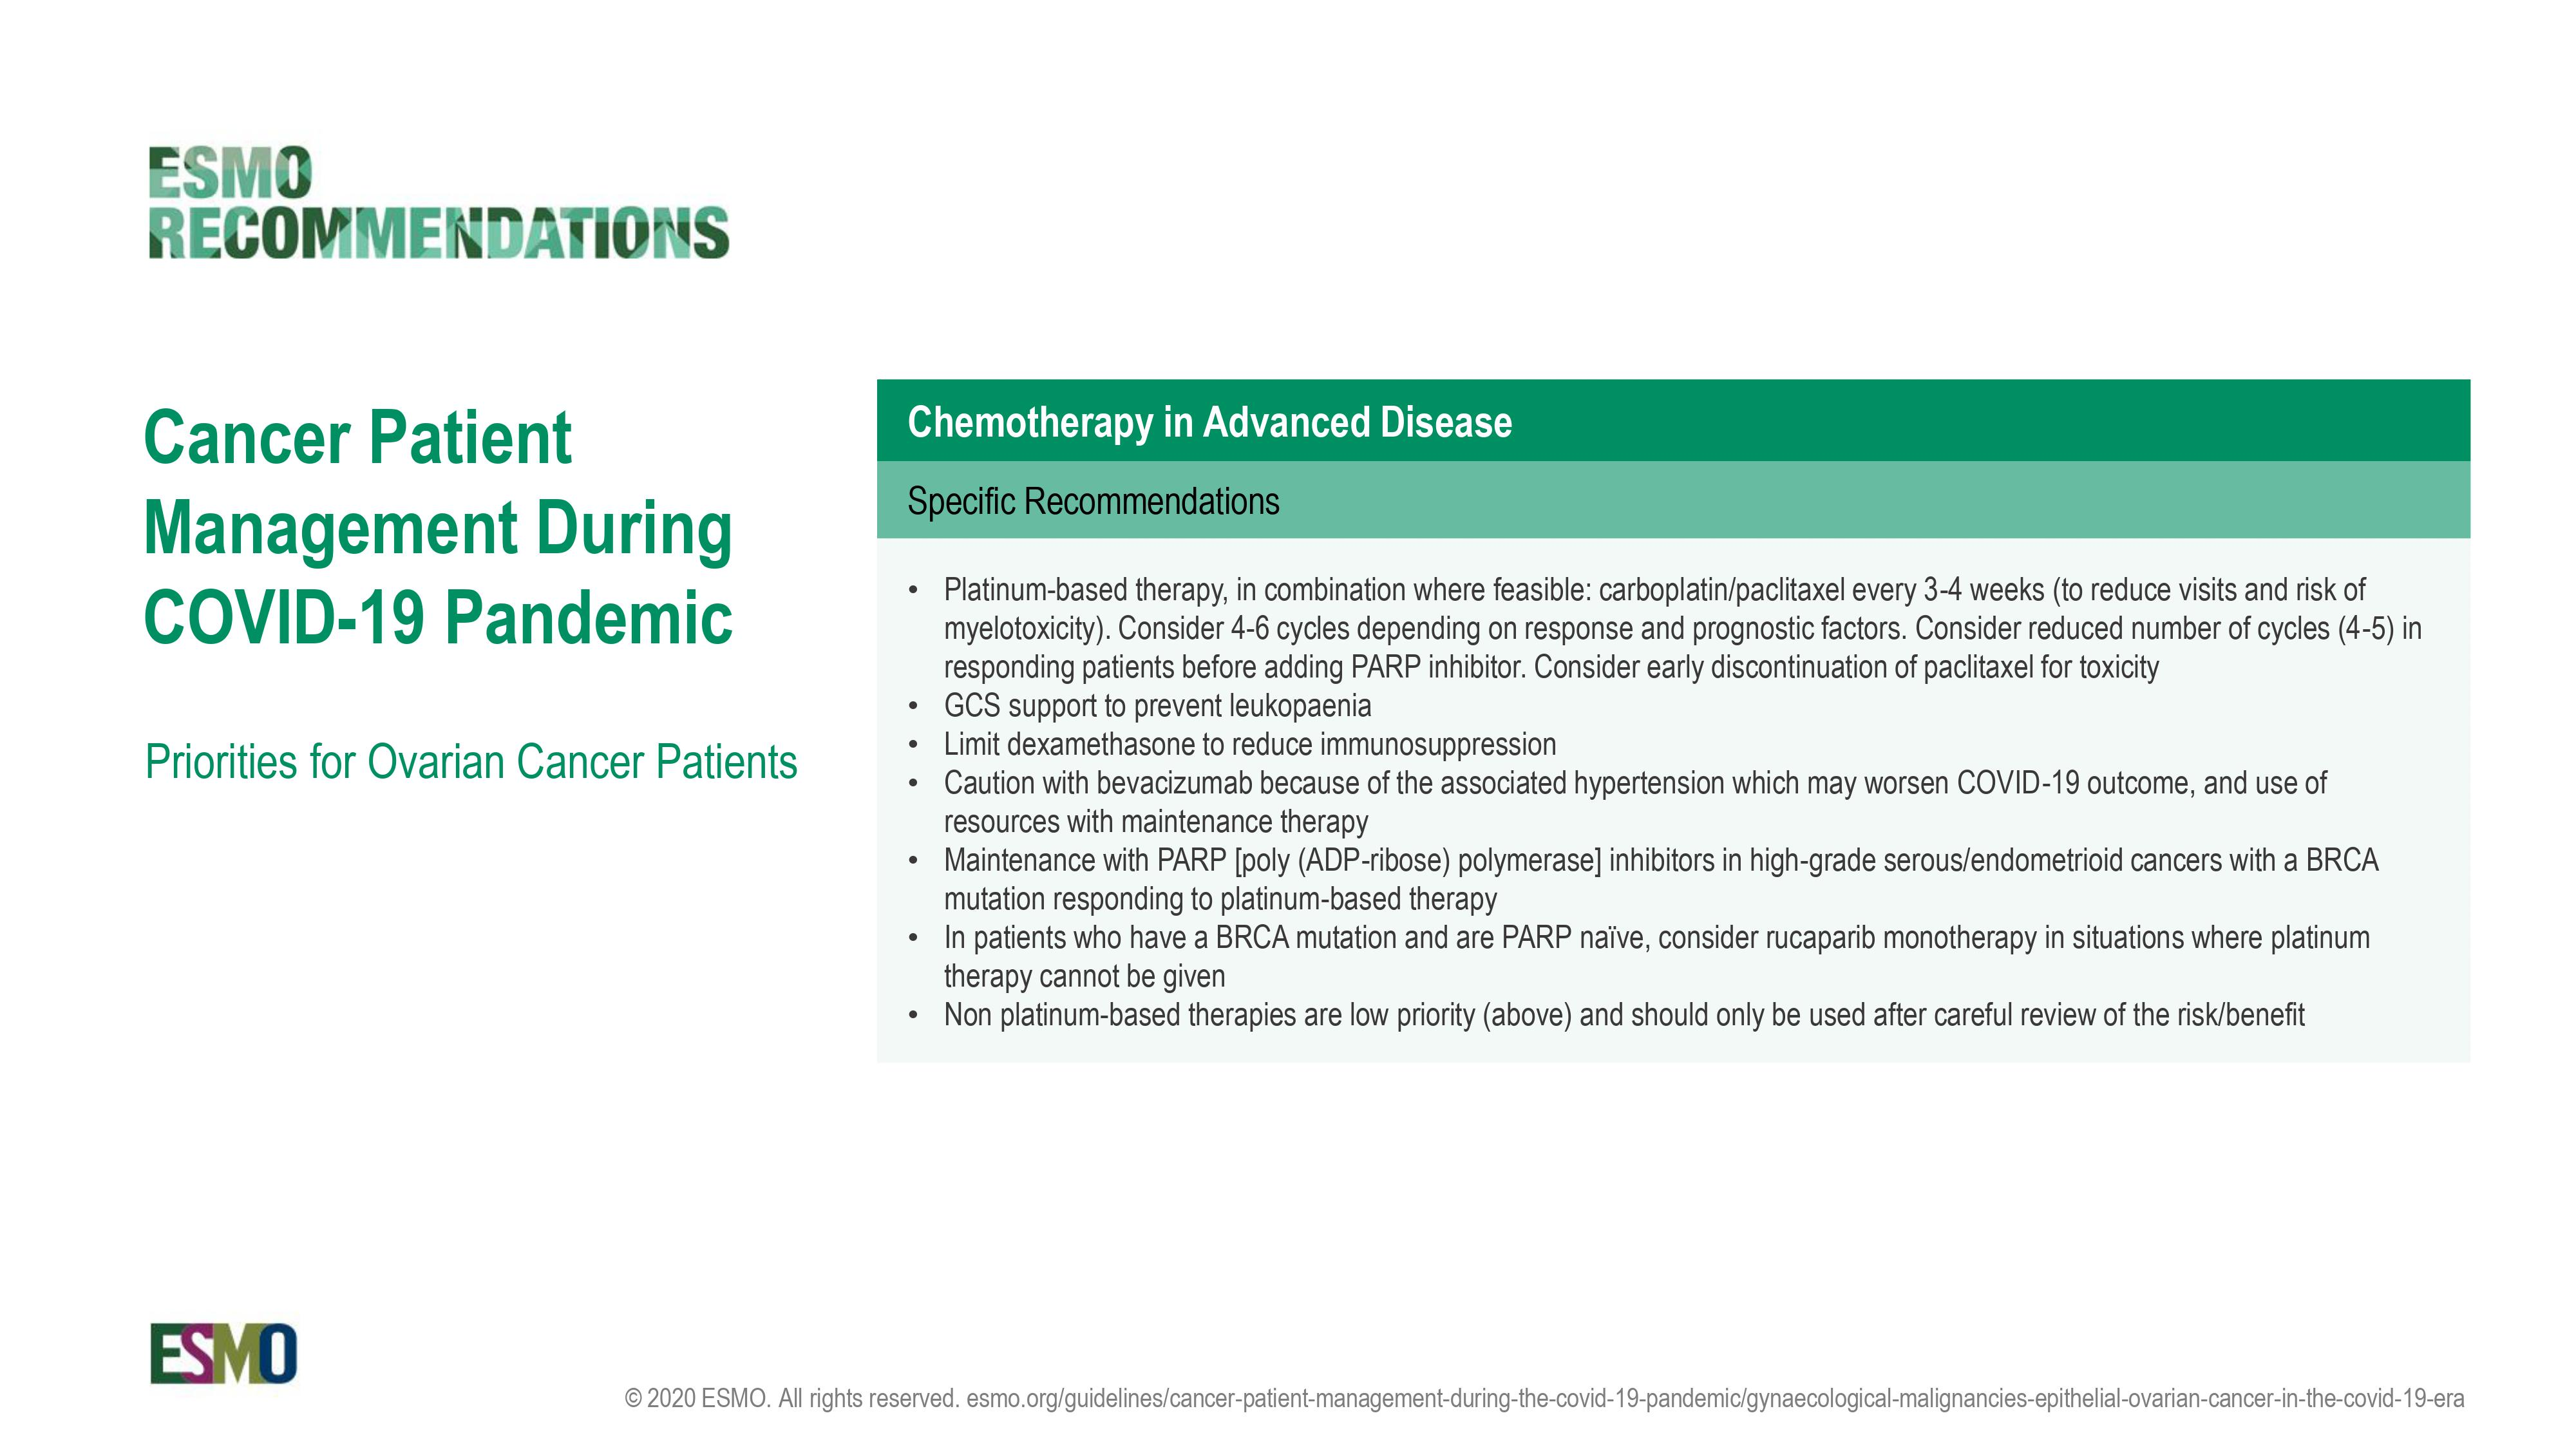 ESMO
RECOMMENDATIONS
Cancer Patient
Management During
COVID-19 Pandemic
Priorities for Ovarian Cancer Patients
Chemotherapy in Advanced Disease
Specific Recommendations
• Platinum-based therapy, in combination where feasible: carboplatin/paclitaxel every 3-4 weeks (to reduce visits and risk of
myelotoxicity). Consider 4-6 cycles depending on response and prognostic factors. Consider reduced number of cycles (4-5) in
responding patients before adding PARP inhibitor. Consider early discontinuation of paclitaxel for toxicity
• GCS support to prevent leukopaenia
• Limit dexamethasone to reduce immunosuppression
• Caution with bevacizumab because of the associated hypertension which may worsen COVID-19 outcome, and use of
resources with maintenance therapy
• Maintenance with PARP [poly (ADP-ribose) polymerase] inhibitors in high-grade serous/endometrioid cancers with a BRCA
mutation responding to platinum-based therapy
• In patients who have a BRCA mutation and are PARP naïve, consider rucaparib monotherapy in situations where platinum
therapy cannot be given
• Non platinum-based therapies are low priority (above) and should only be used after careful review of the risk/benefit
ESMO
© 2020 ESMO. All rights reserved. esmo.org/guidelines/cancer-patient-management-during-the-covid-19-pandemic/gynaecological-malignancies-epithelial-ovarian-cancer-in-the-covid-19-era